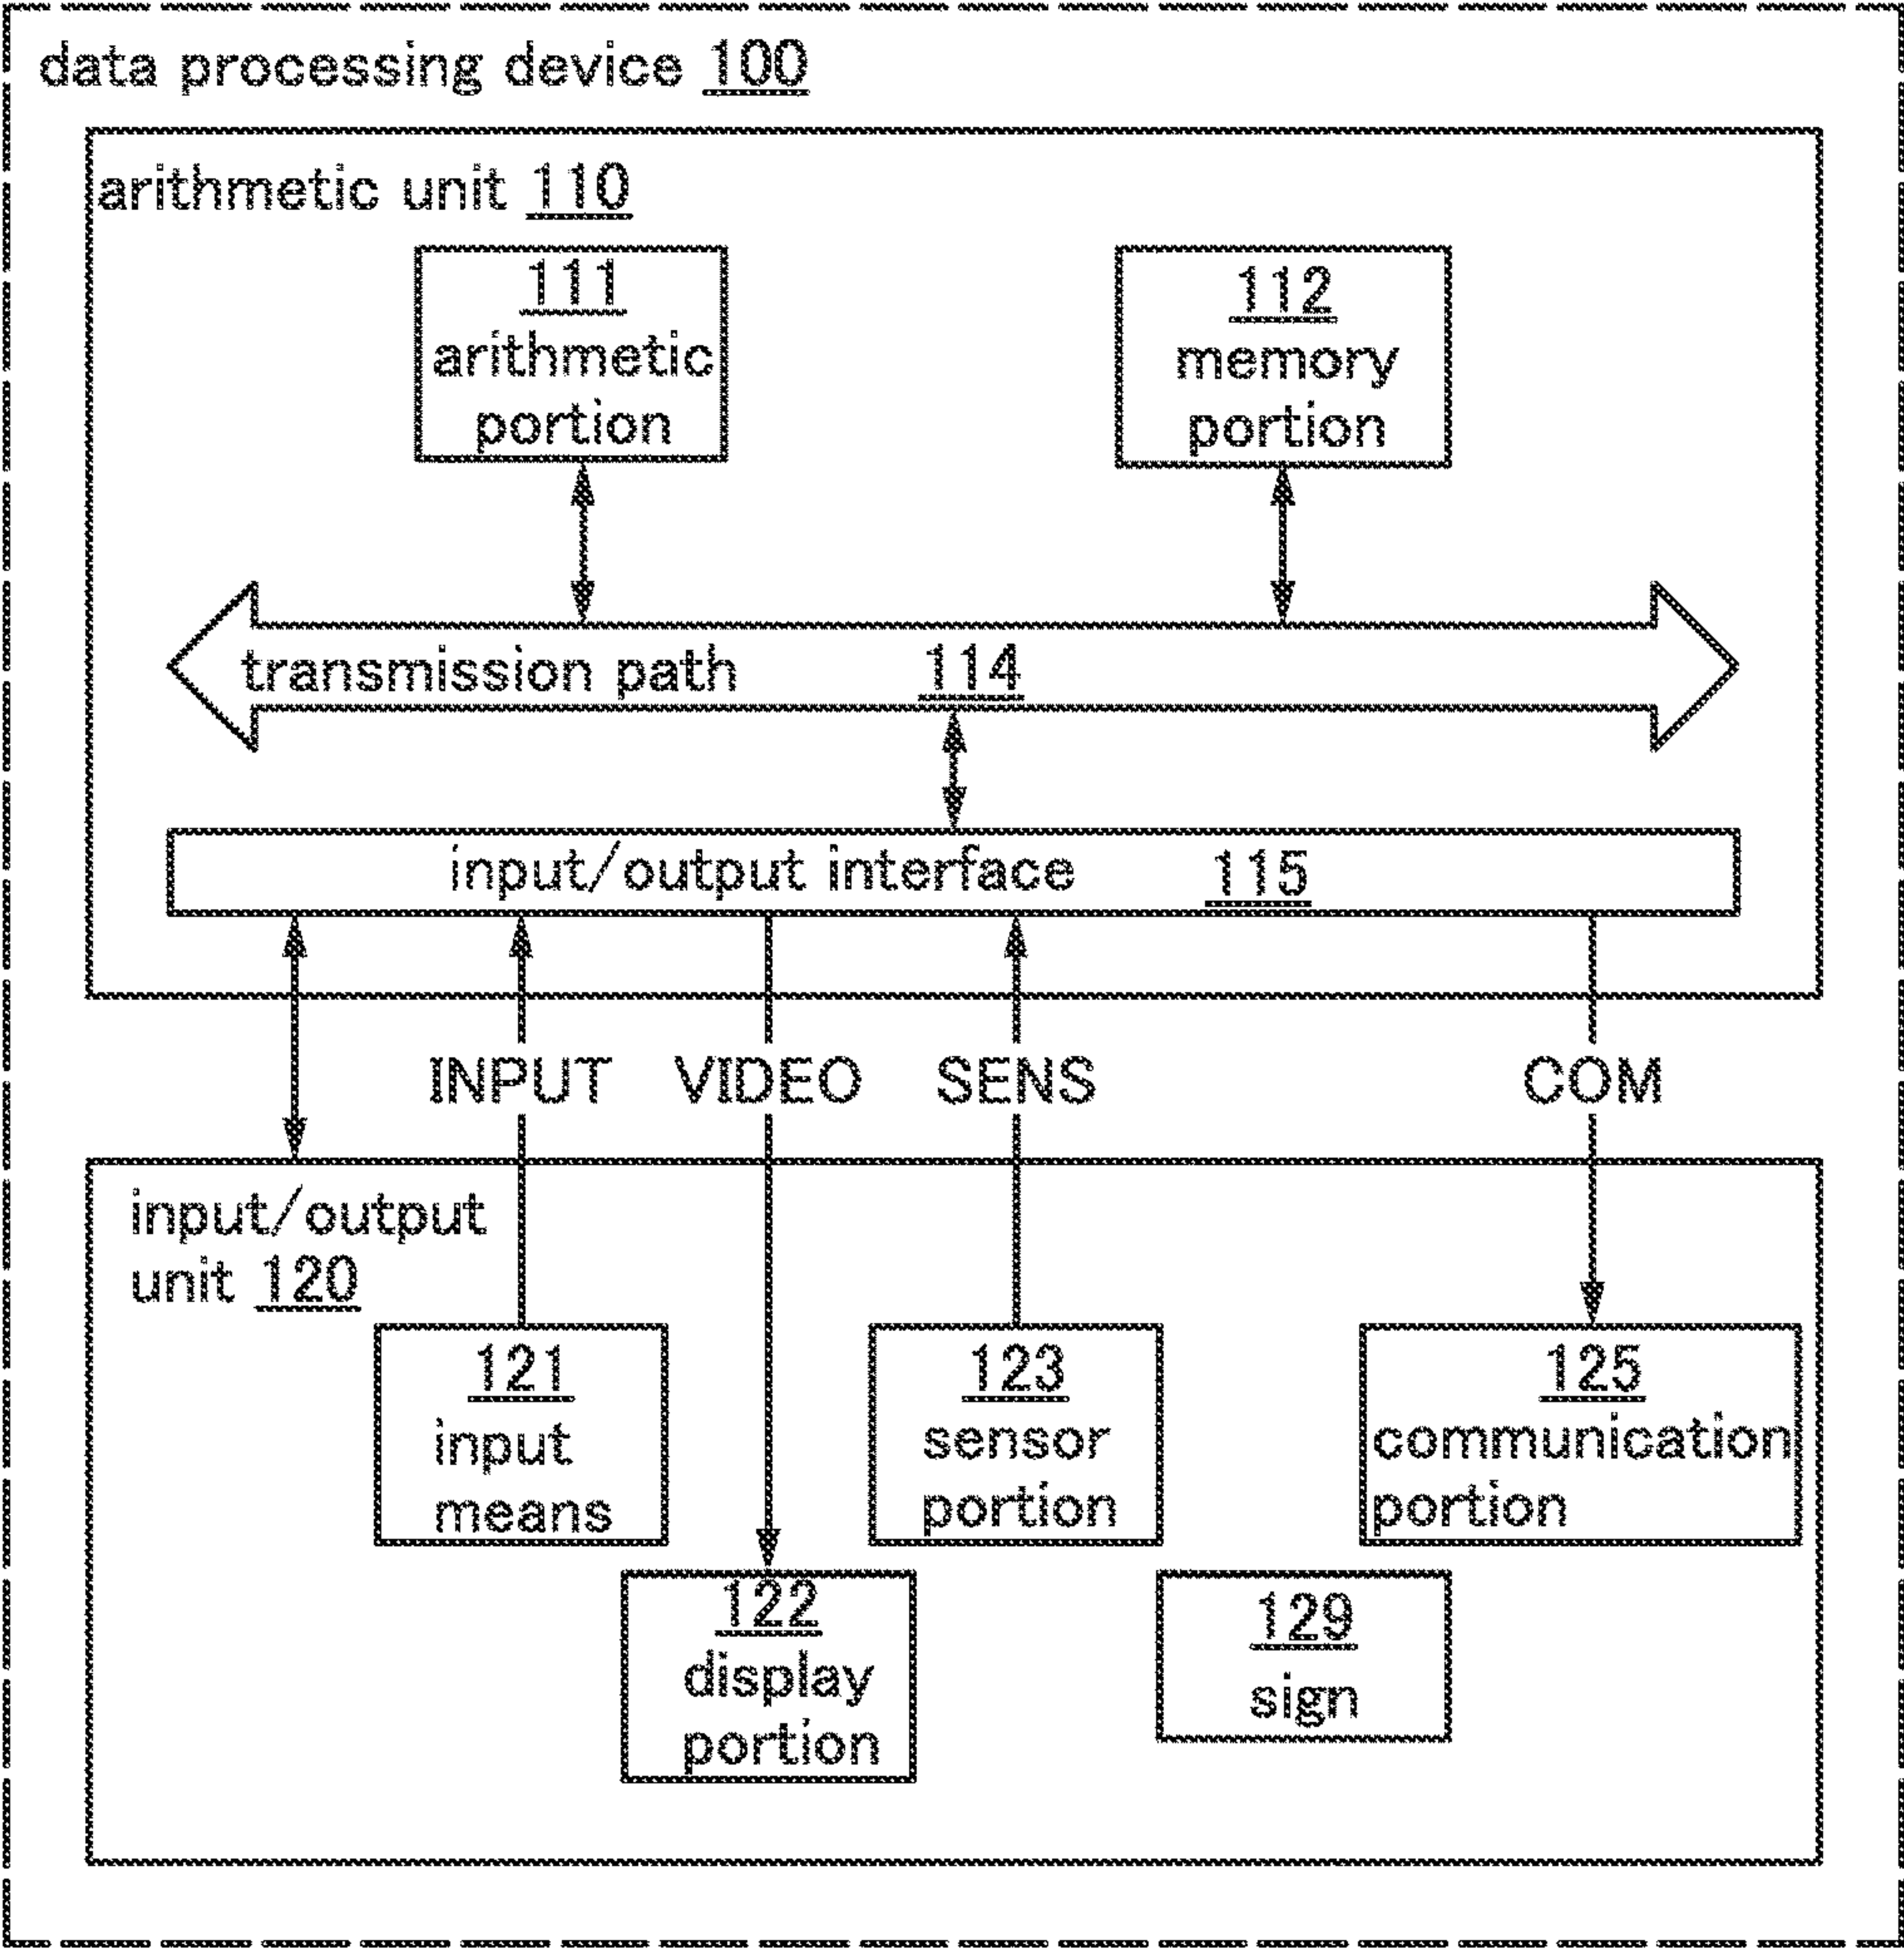 data processing device 100
arithmetic unit 110
111
arithmetic
portion
112
memory
portion
transmission path 114
input/output interface 115
INPUT VIDEO SENS COM
input/output
unit 120
121
input
means
123
sensor
portion
125
communication
portion
122
display
portion
129
sign